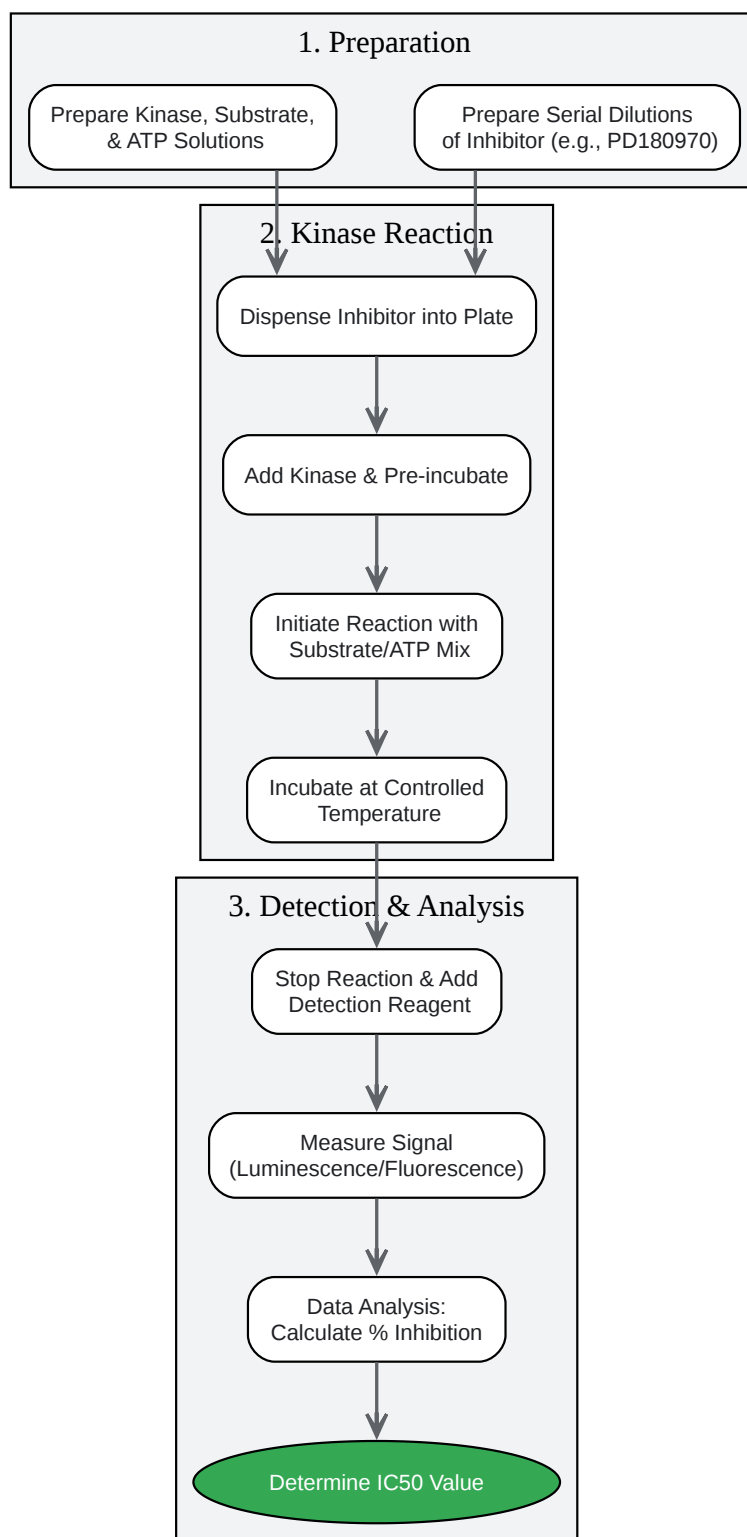 1. Preparation
Prepare Kinase, Substrate,
& ATP Solutions
Prepare Serial Dilutions
of Inhibitor (e.g., PD180970)
2. Kinase Reaction
Dispense Inhibitor into Plate
Add Kinase & Pre-incubate
Initiate Reaction with
Substrate/ATP Mix
Incubate at Controlled
Temperature
3. Detection & Analysis
Stop Reaction & Add
Detection Reagent
Measure Signal
(Luminescence/Fluorescence)
Data Analysis:
Calculate % Inhibition
Determine IC50 Value